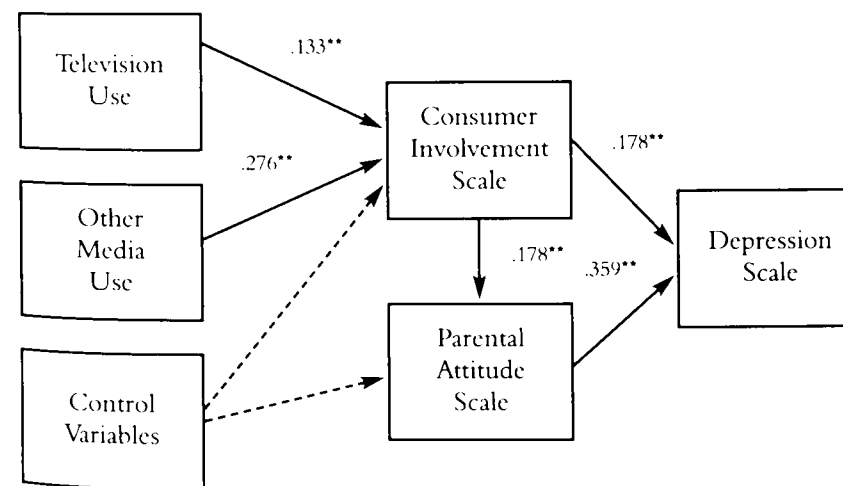 Television
Use
.133**
Consumer
Involvement
Scale
.276**
.178**
Other
Media
Use
Depression
Scale
.178**
.359**
Parental
Attitude
Scale
Control
Variables